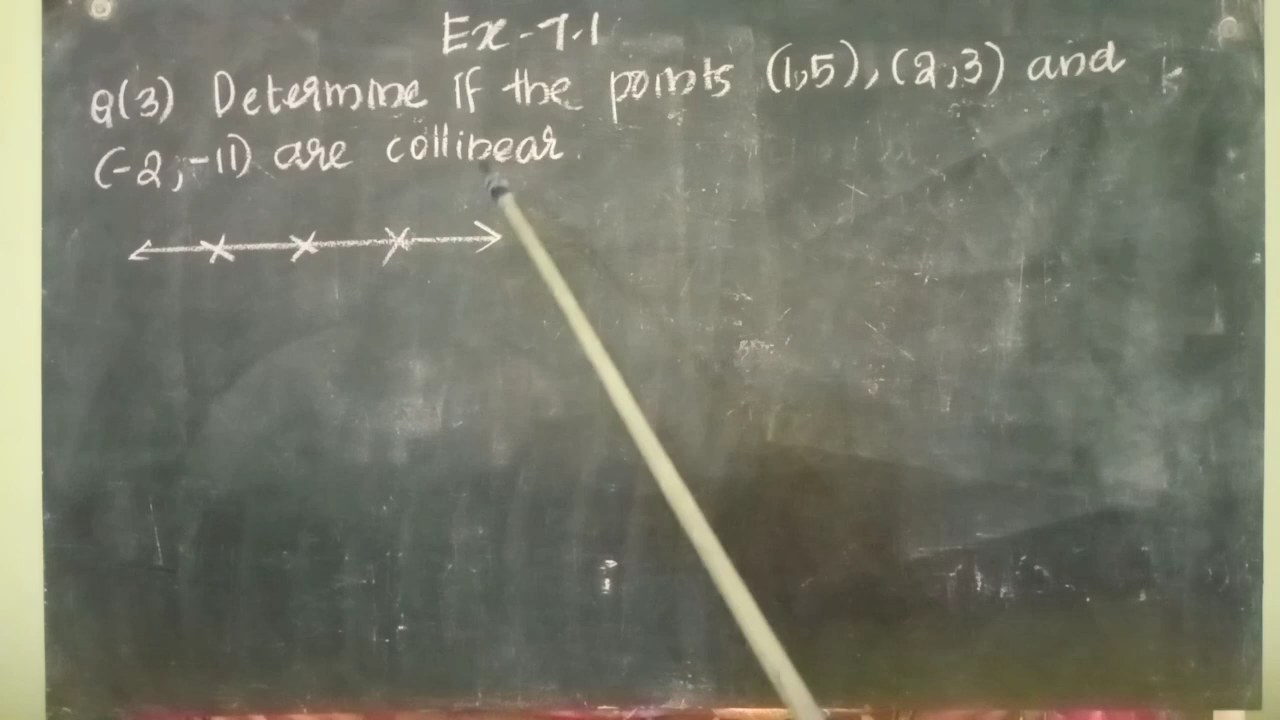 Ex-7.1
Q(3) Determine If the points (1,5), (2,3) and
(-2,-11) are collinear.